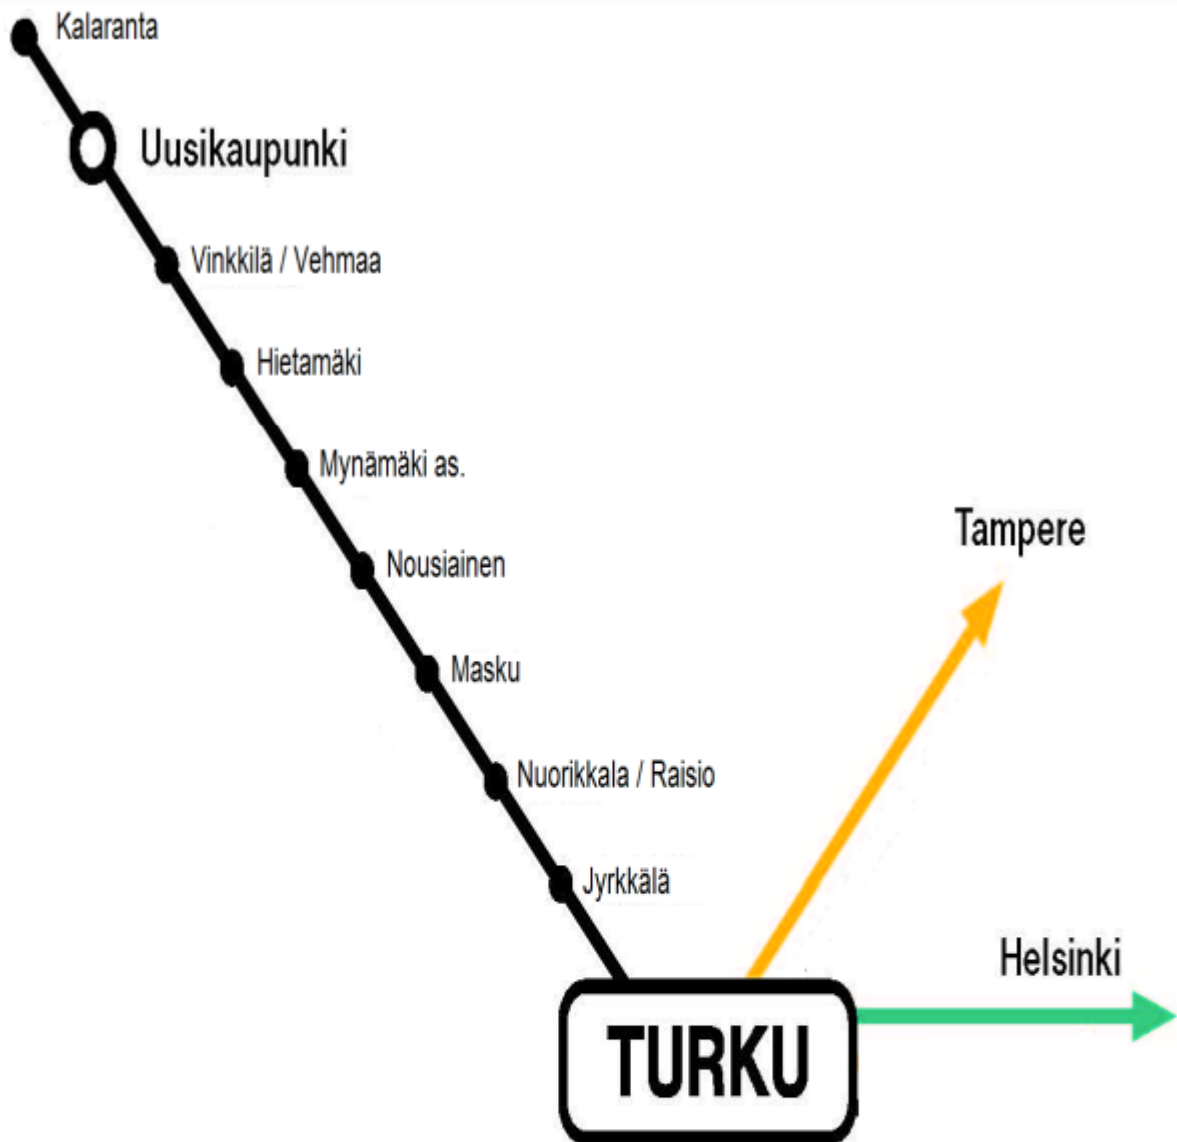 Kalaranta
Uusikaupunki
Vinkkilä / Vehmaa
Hietamäki
Mynämäki as.
Nousiainen
Tampere
Masku
Nuorikkala / Raisio
Jyrkkälä
Helsinki
TURKU